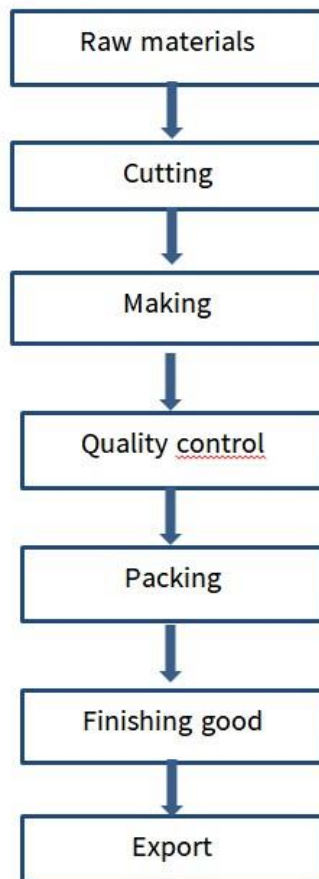 Raw materials
Cutting
Making
Quality control
Packing
Finishing good
Export